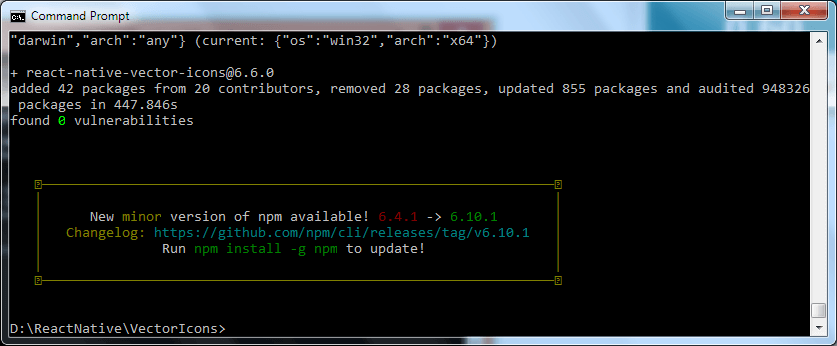 Command Prompt
"darwin","arch":"any"} (current: {"os":"win32","arch":"x64"})
+ react-native-vector-icons@6.6.0
added 42 packages from 20 contributors, removed 28 packages, updated 855 packages and audited 948326
packages in 447.846s
found 0 vulnerabilities
New minor version of npm available! 6.4.1 -> 6.10.1
Changelog: https://github.com/npm/cli/releases/tag/v6.10.1
Run npm install -g npm to update!
D:\ReactNative\VectorIcons>